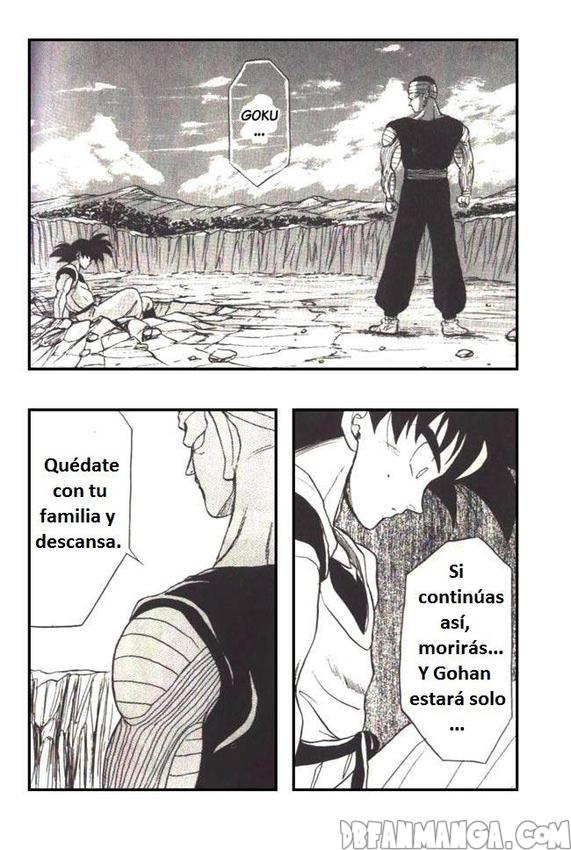 GOKU
...
Quédate
con tu
familia y
descansa.
Si
continúas
así,
morirás...
Y Gohan
estará solo
...
DBFANMANGA.COM